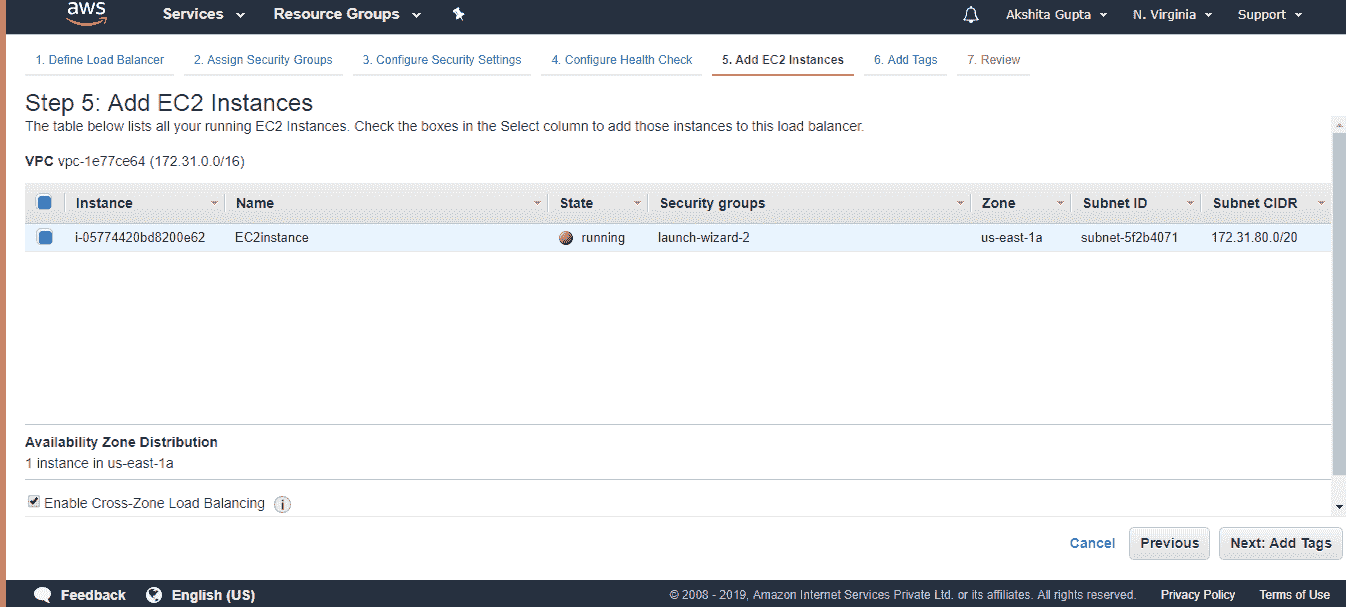 aws Services Resource Groups Akshita Gupta N. Virginia Support
1. Define Load Balancer 2. Assign Security Groups 3. Configure Security Settings 4. Configure Health Check 5. Add EC2 Instances 6. Add Tags 7. Review
Step 5: Add EC2 Instances
The table below lists all your running EC2 Instances. Check the boxes in the Select column to add those instances to this load balancer.
VPC vpc-1e77ce64 (172.31.0.0/16)
Instance Name State Security groups Zone Subnet ID Subnet CIDR
i-05774420bd8200e62 EC2instance running launch-wizard-2 us-east-1a subnet-5f2b4071 172.31.80.0/20
Availability Zone Distribution
1 instance in us-east-1a
Enable Cross-Zone Load Balancing i
Cancel Previous Next: Add Tags
Feedback English (US) © 2008 - 2019, Amazon Internet Services Private Ltd. or its affiliates. All rights reserved. Privacy Policy Terms of Use